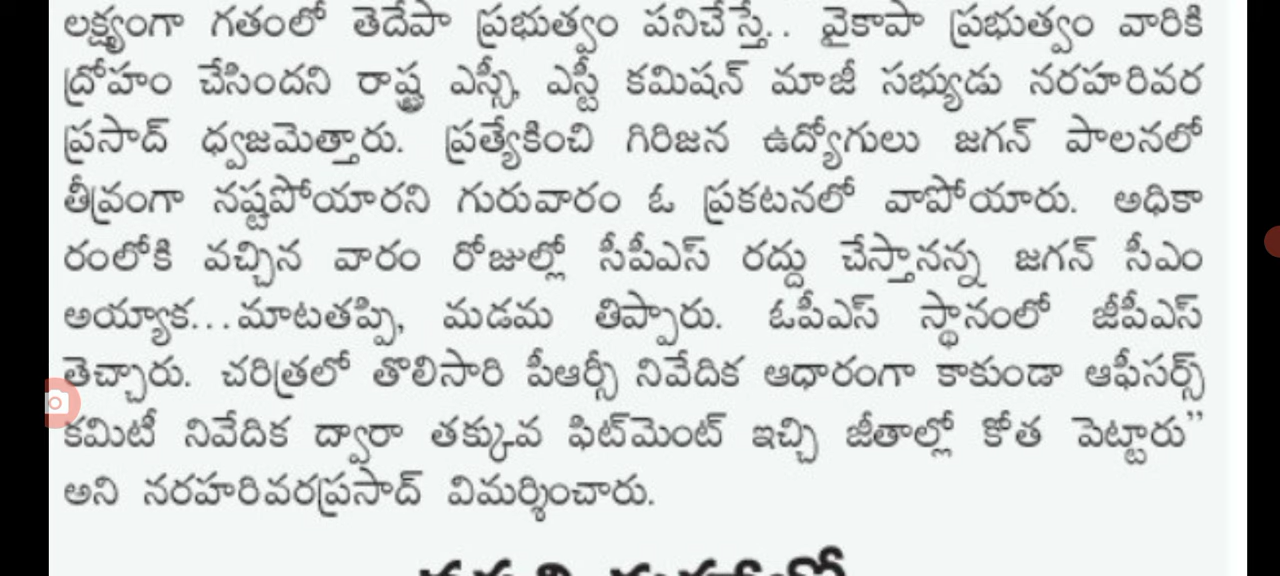 లక్ష్యంగా గతంలో తెదేపా ప్రభుత్వం పనిచేస్తే.. వైకాపా ప్రభుత్వం వారికి
ద్రోహం చేసిందని రాష్ట్ర ఎస్సీ, ఎస్టీ కమిషన్ మాజీ సభ్యుడు నరహరివర
ప్రసాద్ ధ్వజమెత్తారు. ప్రత్యేకించి గిరిజన ఉద్యోగులు జగన్ పాలనలో
తీవ్రంగా నష్టపోయారని గురువారం ఓ ప్రకటనలో వాపోయారు. అధికా
రంలోకి వచ్చిన వారం రోజుల్లో సీపీఎస్ రద్దు చేస్తానన్న జగన్ సీఎం
అయ్యాక...మాటతప్పి, మడమ తిప్పారు. ఓపీఎస్ స్థానంలో జీపీఎస్
తెచ్చారు. చరిత్రలో తొలిసారి పీఆర్సీ నివేదిక ఆధారంగా కాకుండా ఆఫీసర్స్
కమిటీ నివేదిక ద్వారా తక్కువ ఫిట్‌మెంట్ ఇచ్చి జీతాల్లో కోత పెట్టారు”
అని నరహరివరప్రసాద్ విమర్శించారు.